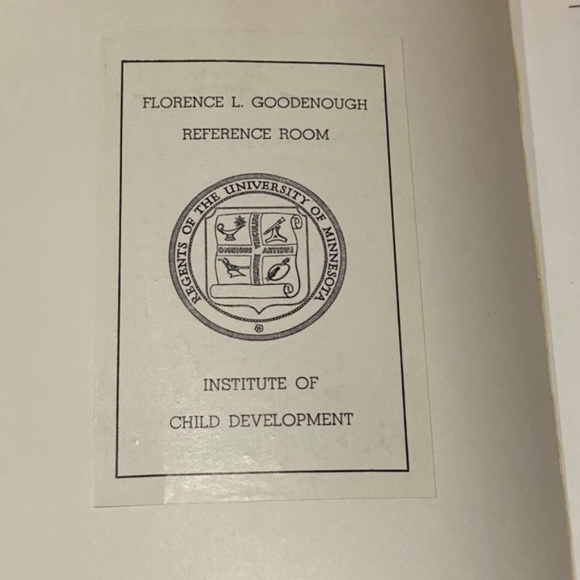 FLORENCE L. GOODENOUGH
REFERENCE ROOM
REGENTS OF THE UNIVERSITY OF MINNESOTA
OMNIBUS ARTIBUS
INSTITUTE OF
CHILD DEVELOPMENT